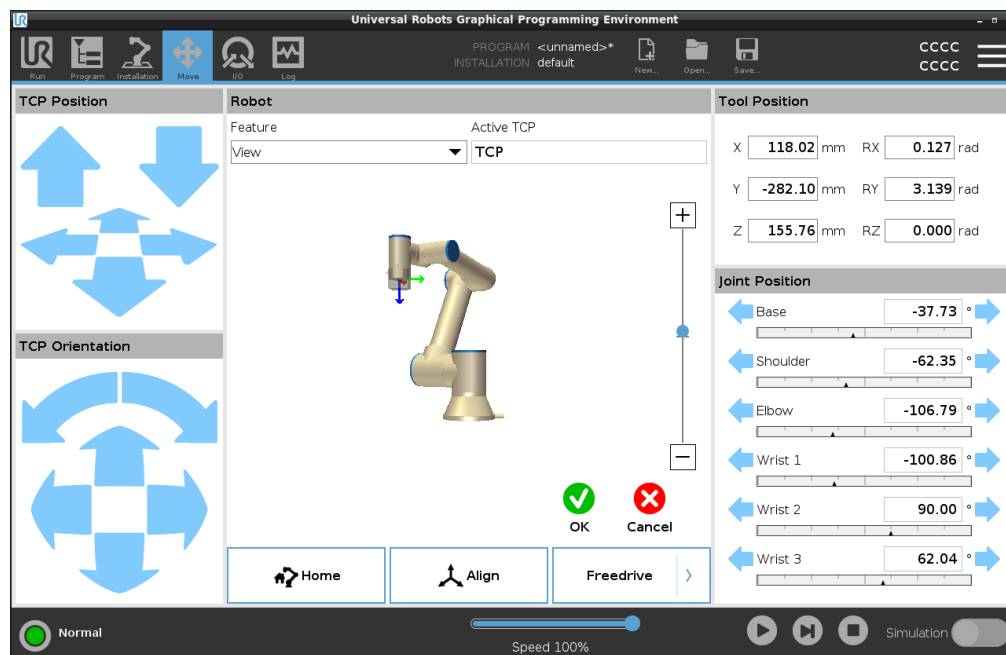 UR Universal Robots Graphical Programming Environment
UR
Run
Program
Installation
Move
I/O
Log
PROGRAM <unnamed>*
INSTALLATION default
New...
Open...
Save...
CCCC
CCCC
TCP Position
TCP Orientation
Robot
Feature
Active TCP
View
TCP
OK
Cancel
Home
Align
Freedrive
Tool Position
X 118.02 mm RX 0.127 rad
Y -282.10 mm RY 3.139 rad
Z 155.76 mm RZ 0.000 rad
Joint Position
Base -37.73 °
Shoulder -62.35 °
Elbow -106.79 °
Wrist 1 -100.86 °
Wrist 2 90.00 °
Wrist 3 62.04 °
Normal
Speed 100%
Simulation